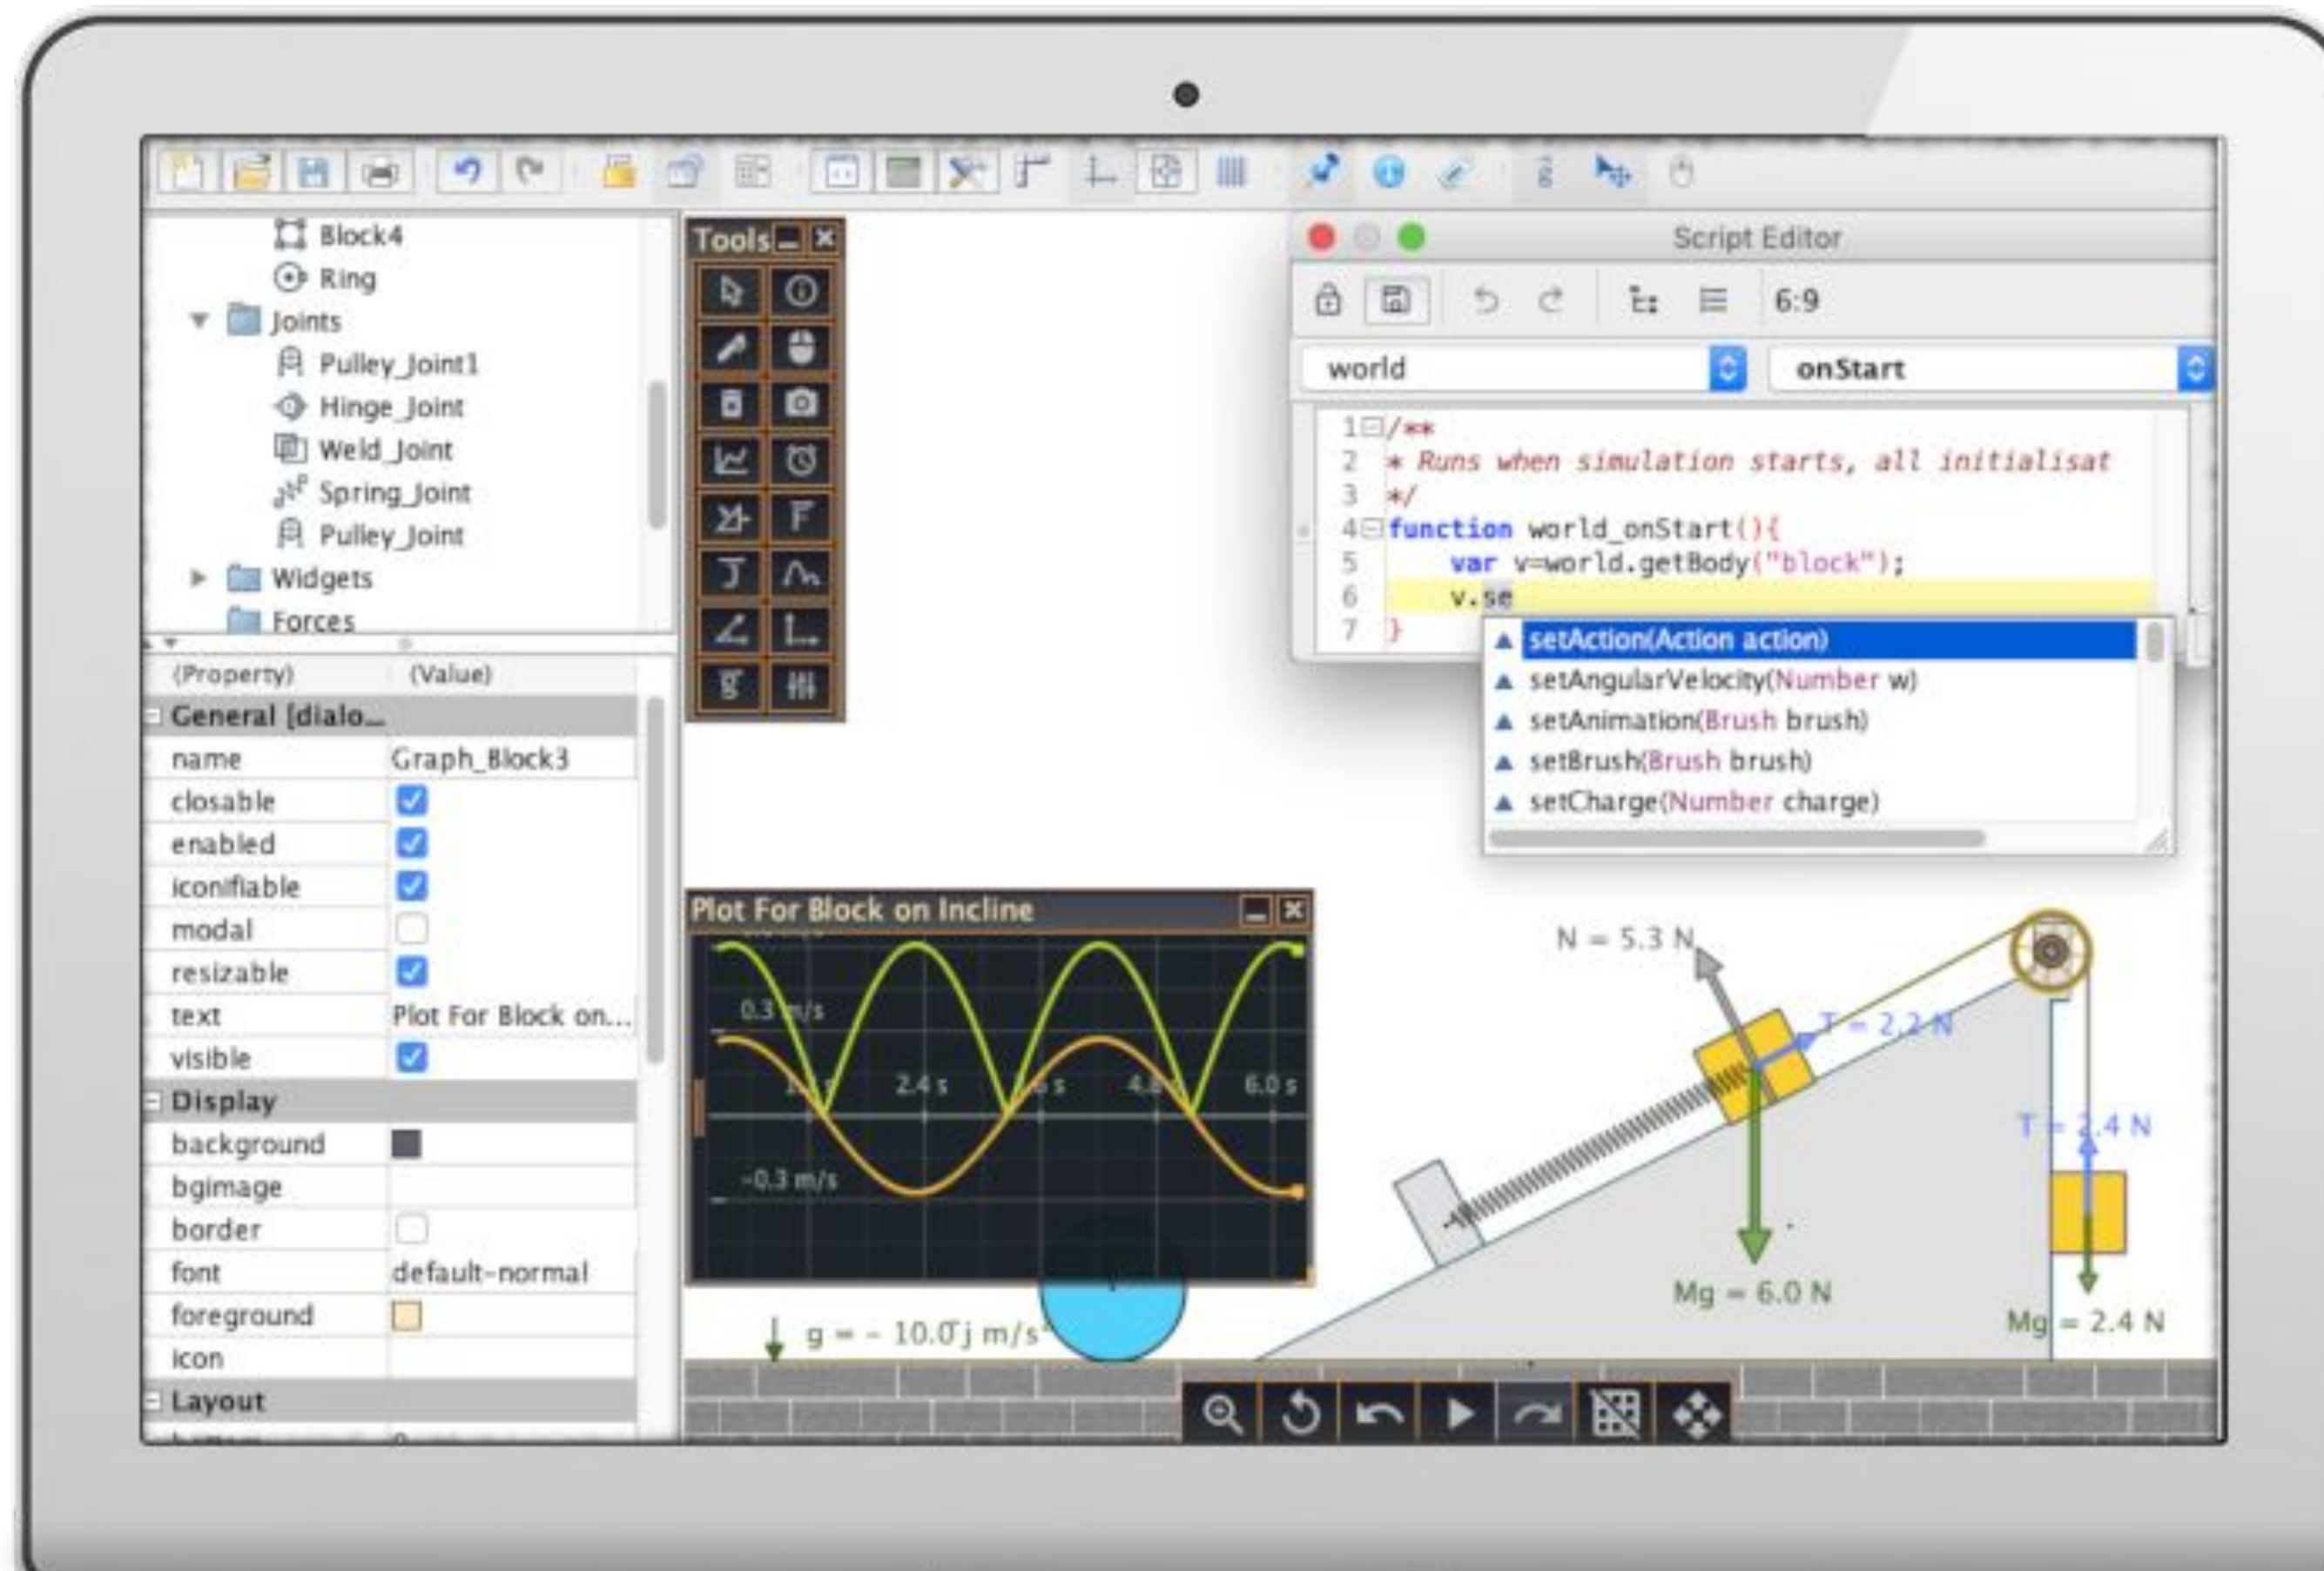 Block4
Ring
Joints
Pulley_Joint1
Hinge_Joint
Weld_Joint
Spring_Joint
Pulley_Joint
Widgets
Forces
(Property) (Value)
General [dialo...
name Graph_Block3
closable
enabled
iconifiable
modal
resizable
text Plot For Block on...
visible
Display
background
bgimage
border
font default-normal
foreground
icon
Layout
Tools
Script Editor
6:9
world onStart
1 /**
2 * Runs when simulation starts, all initialisat
3 */
4 function world_onStart(){
5 var v=world.getBody("block");
6 v.se
7 }
setAction(Action action)
setAngularVelocity(Number w)
setAnimation(Brush brush)
setBrush(Brush brush)
setCharge(Number charge)
Plot For Block on Incline
0.3 m/s
2.4 s
6.0 s
-0.3 m/s
N = 5.3 N
T = 2.2 N
T = 2.4 N
Mg = 6.0 N
Mg = 2.4 N
g = - 10.0 j m/s²